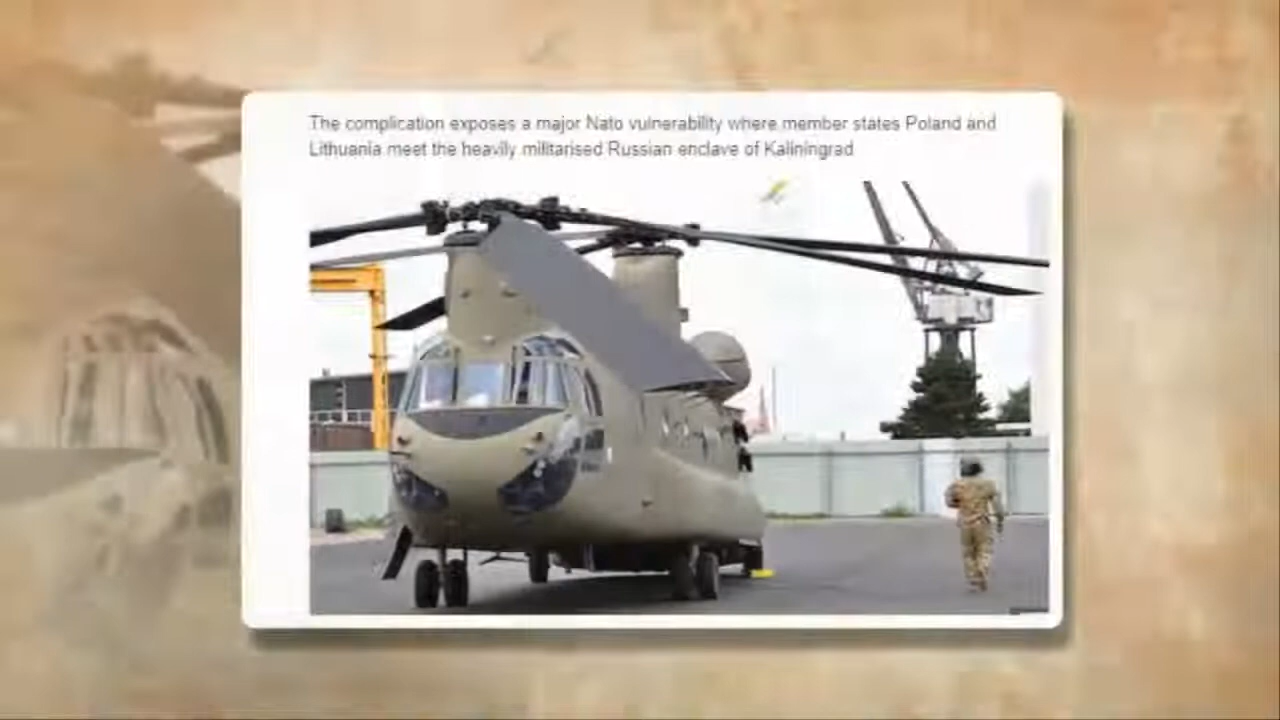 The complication exposes a major Nato vulnerability where member states Poland and
Lithuania meet the heavily militarised Russian enclave of Kaliningrad